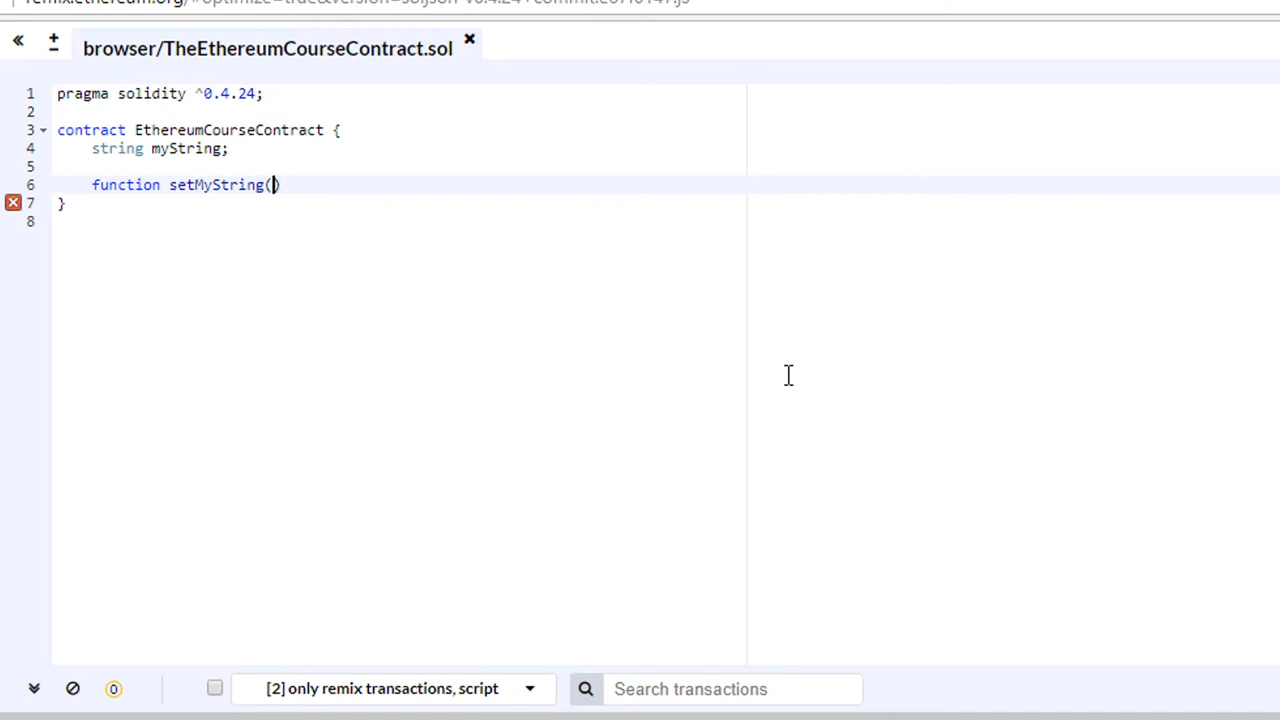 browser/TheEthereumCourseContract.sol
1 pragma solidity ^0.4.24;
2
3 contract EthereumCourseContract {
4 string myString;
5
6 function setMyString()
7 }
8
0
[2] only remix transactions, script
Search transactions